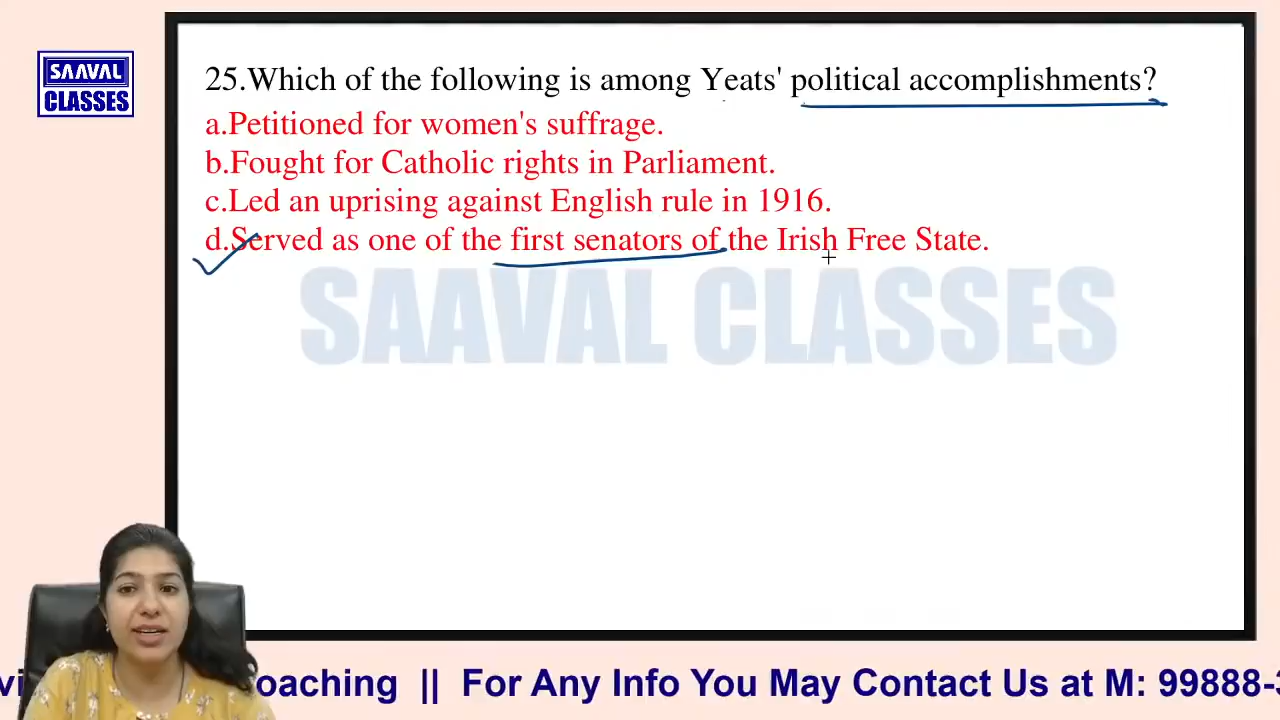 SAAVAL
CLASSES
25.Which of the following is among Yeats' political accomplishments?
a.Petitioned for women's suffrage.
b.Fought for Catholic rights in Parliament.
c.Led an uprising against English rule in 1916.
d.Served as one of the first senators of the Irish Free State.
SAAVAL CLASSES
oaching || For Any Info You May Contact Us at M: 99888-